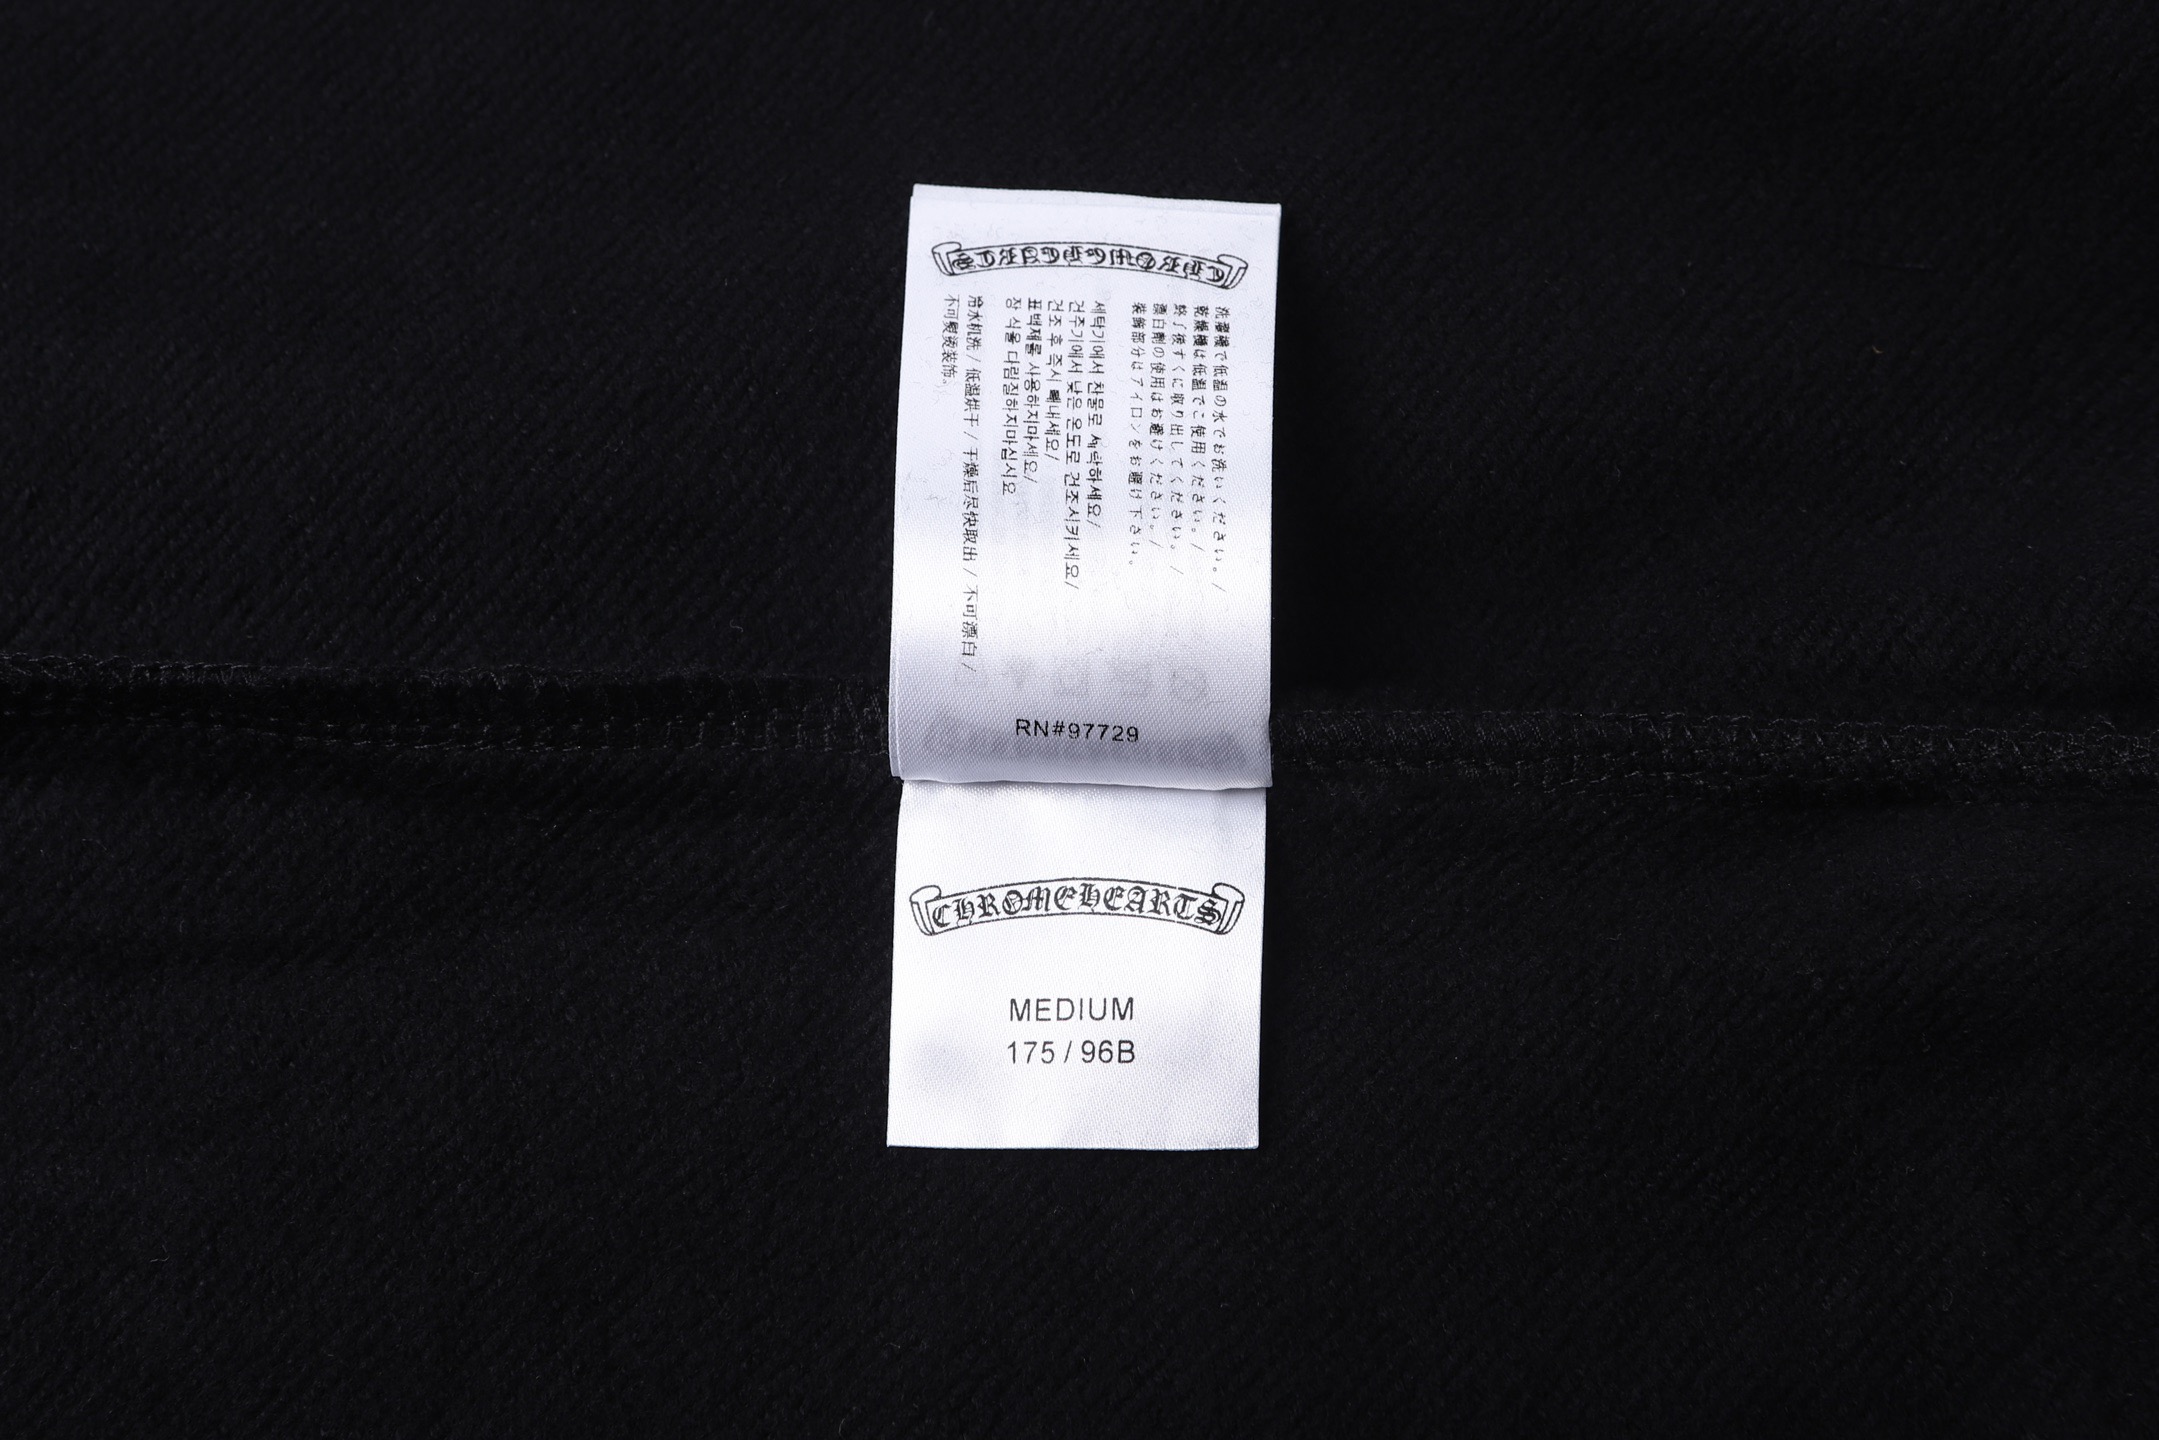 CHROMEHEARTS
洗濯機で低温の水でお洗いください。/
乾燥機は低温でご使用ください。/
終了後すぐに取り出してください。/
漂白剤の使用はお避けください。/
装飾部分はアイロンをお避け下さい。
세탁기에서 찬물로 세탁하세요/
건주기에서 낮은 온도로 건조시키세요/
건조 후 즉시 빼내세요/
표백제를 사용하지마세요/
장 식을 다림질하지마십시요
冷水机洗 / 低温烘干 / 干燥后尽快取出 / 不可漂白 /
不可熨烫装饰。
RN#97729
CHROMEHEARTS
MEDIUM
175 / 96B